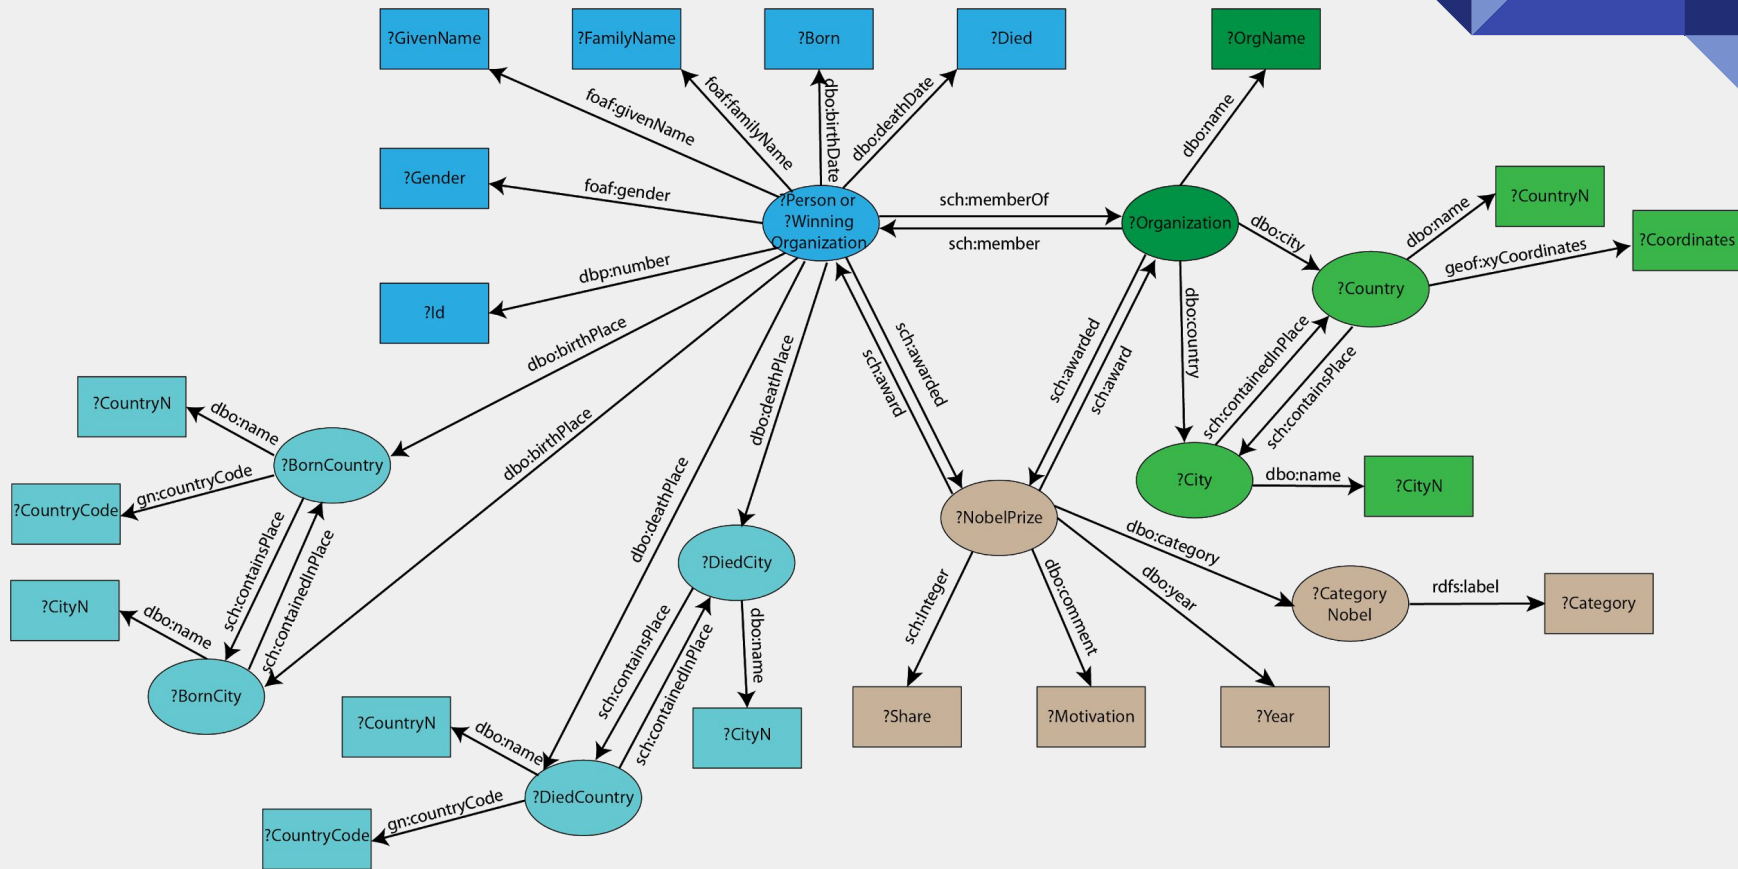 ?GivenName
?FamilyName
?Born
?Died
?OrgName
foaf:givenName
foaf:familyName
dbo:birthDate
dbo:deathDate
dbo:name
?Gender
foaf:gender
?Person or
?Winning
Organization
sch:memberOf
sch:member
?Organization
dbo:city
dbo:name
?CountryN
geof:xyCoordinates
?Coordinates
?Country
?Id
dbp:number
dbo:birthPlace
dbo:birthPlace
dbo:deathPlace
dbo:deathPlace
sch:awarded
sch:award
sch:awarded
sch:award
dbo:country
sch:containedInPlace
sch:containsPlace
?CountryN
dbo:name
?BornCountry
gn:countryCode
?CountryCode
sch:containsPlace
sch:containedInPlace
?CityN
dbo:name
?BornCity
?City
dbo:name
?CityN
?NobelPrize
dbo:category
?DiedCity
sch:containsPlace
sch:containedInPlace
dbo:name
?CityN
sch:Integer
dbo:comment
dbo:year
?Category
Nobel
rdfs:label
?Category
?Share
?Motivation
?Year
?CountryN
dbo:name
?DiedCountry
gn:countryCode
?CountryCode